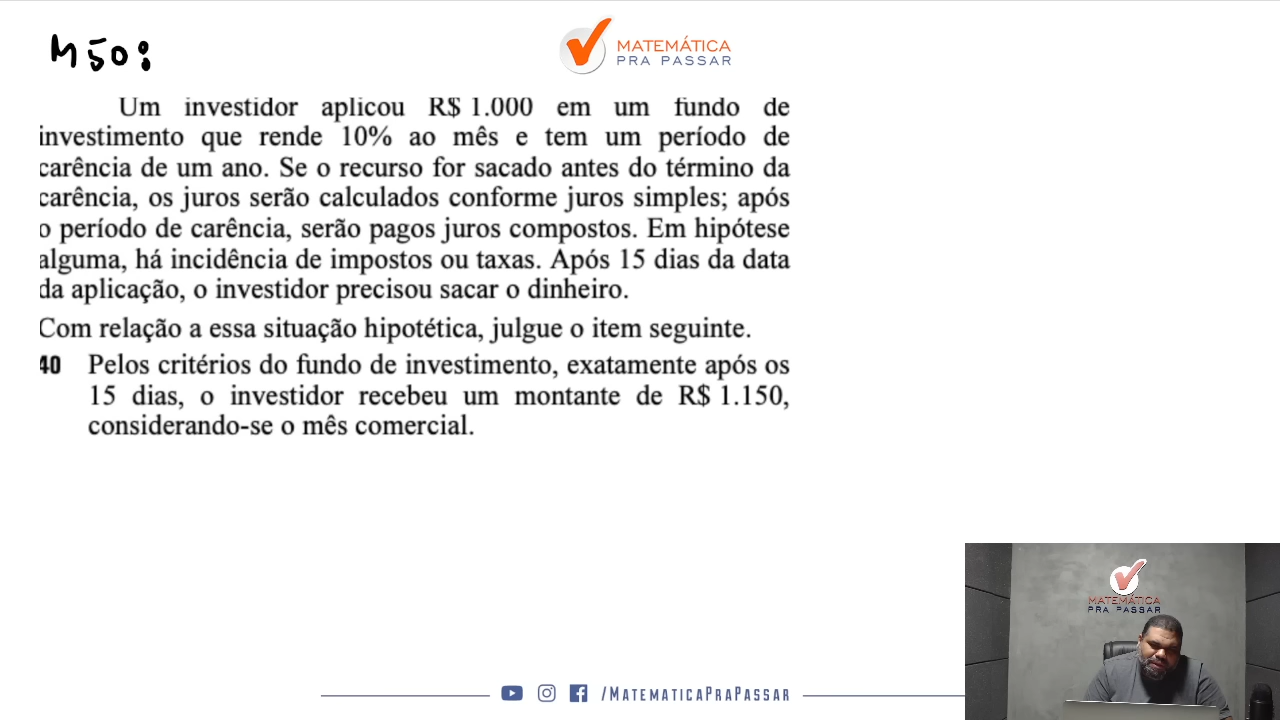 M50:
MATEMÁTICA
PRA PASSAR
Um investidor aplicou R$ 1.000 em um fundo de
investimento que rende 10% ao mês e tem um período de
carência de um ano. Se o recurso for sacado antes do término da
carência, os juros serão calculados conforme juros simples; após
o período de carência, serão pagos juros compostos. Em hipótese
alguma, há incidência de impostos ou taxas. Após 15 dias da data
da aplicação, o investidor precisou sacar o dinheiro.
Com relação a essa situação hipotética, julgue o item seguinte.
40 Pelos critérios do fundo de investimento, exatamente após os
15 dias, o investidor recebeu um montante de R$ 1.150,
considerando-se o mês comercial.
MATEMÁTICA
PRA PASSAR
/MATEMATICAPRAPASSAR